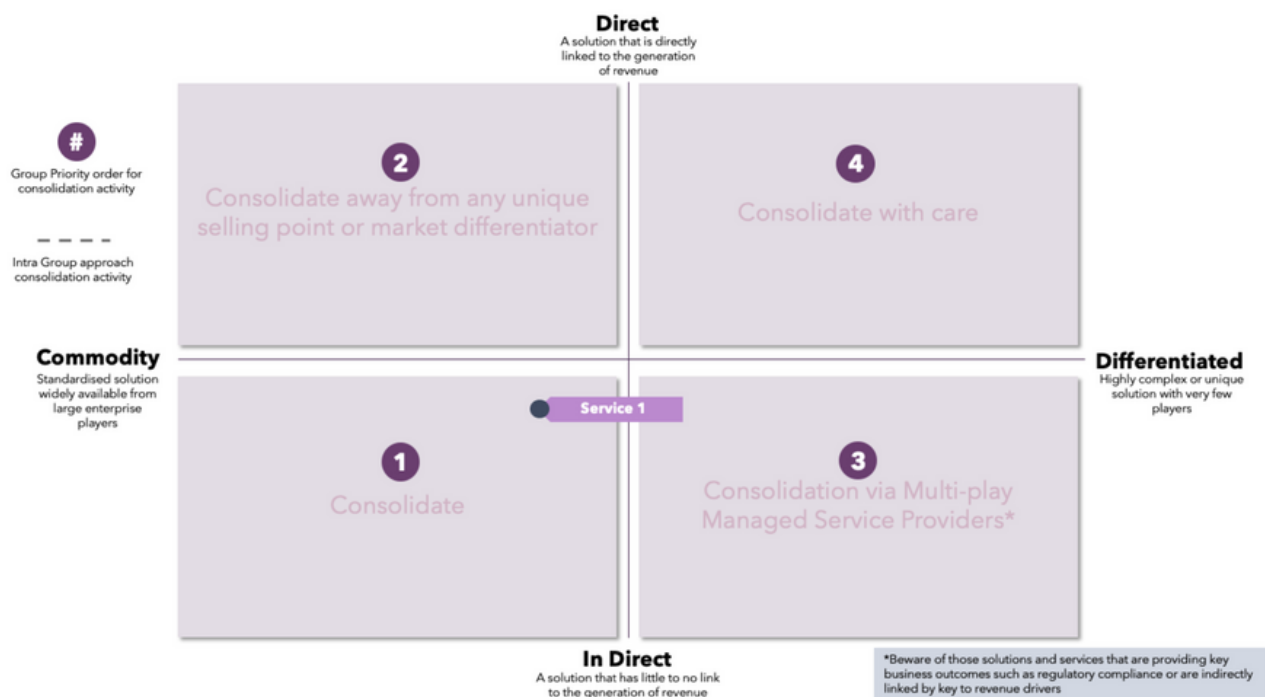 Direct
A solution that is directly
linked to the generation
of revenue
#
Group Priority order for
consolidation activity
Intra Group approach
consolidation activity
2
Consolidate away from any unique
selling point or market differentiator
4
Consolidate with care
Commodity
Standardised solution
widely available from
large enterprise
players
Differentiated
Highly complex or unique
solution with very few
players
Service 1
1
Consolidate
3
Consolidation via Multi-play
Managed Service Providers*
In Direct
A solution that has little to no link
to the generation of revenue
*Beware of those solutions and services that are providing key
business outcomes such as regulatory compliance or are indirectly
linked by key to revenue drivers